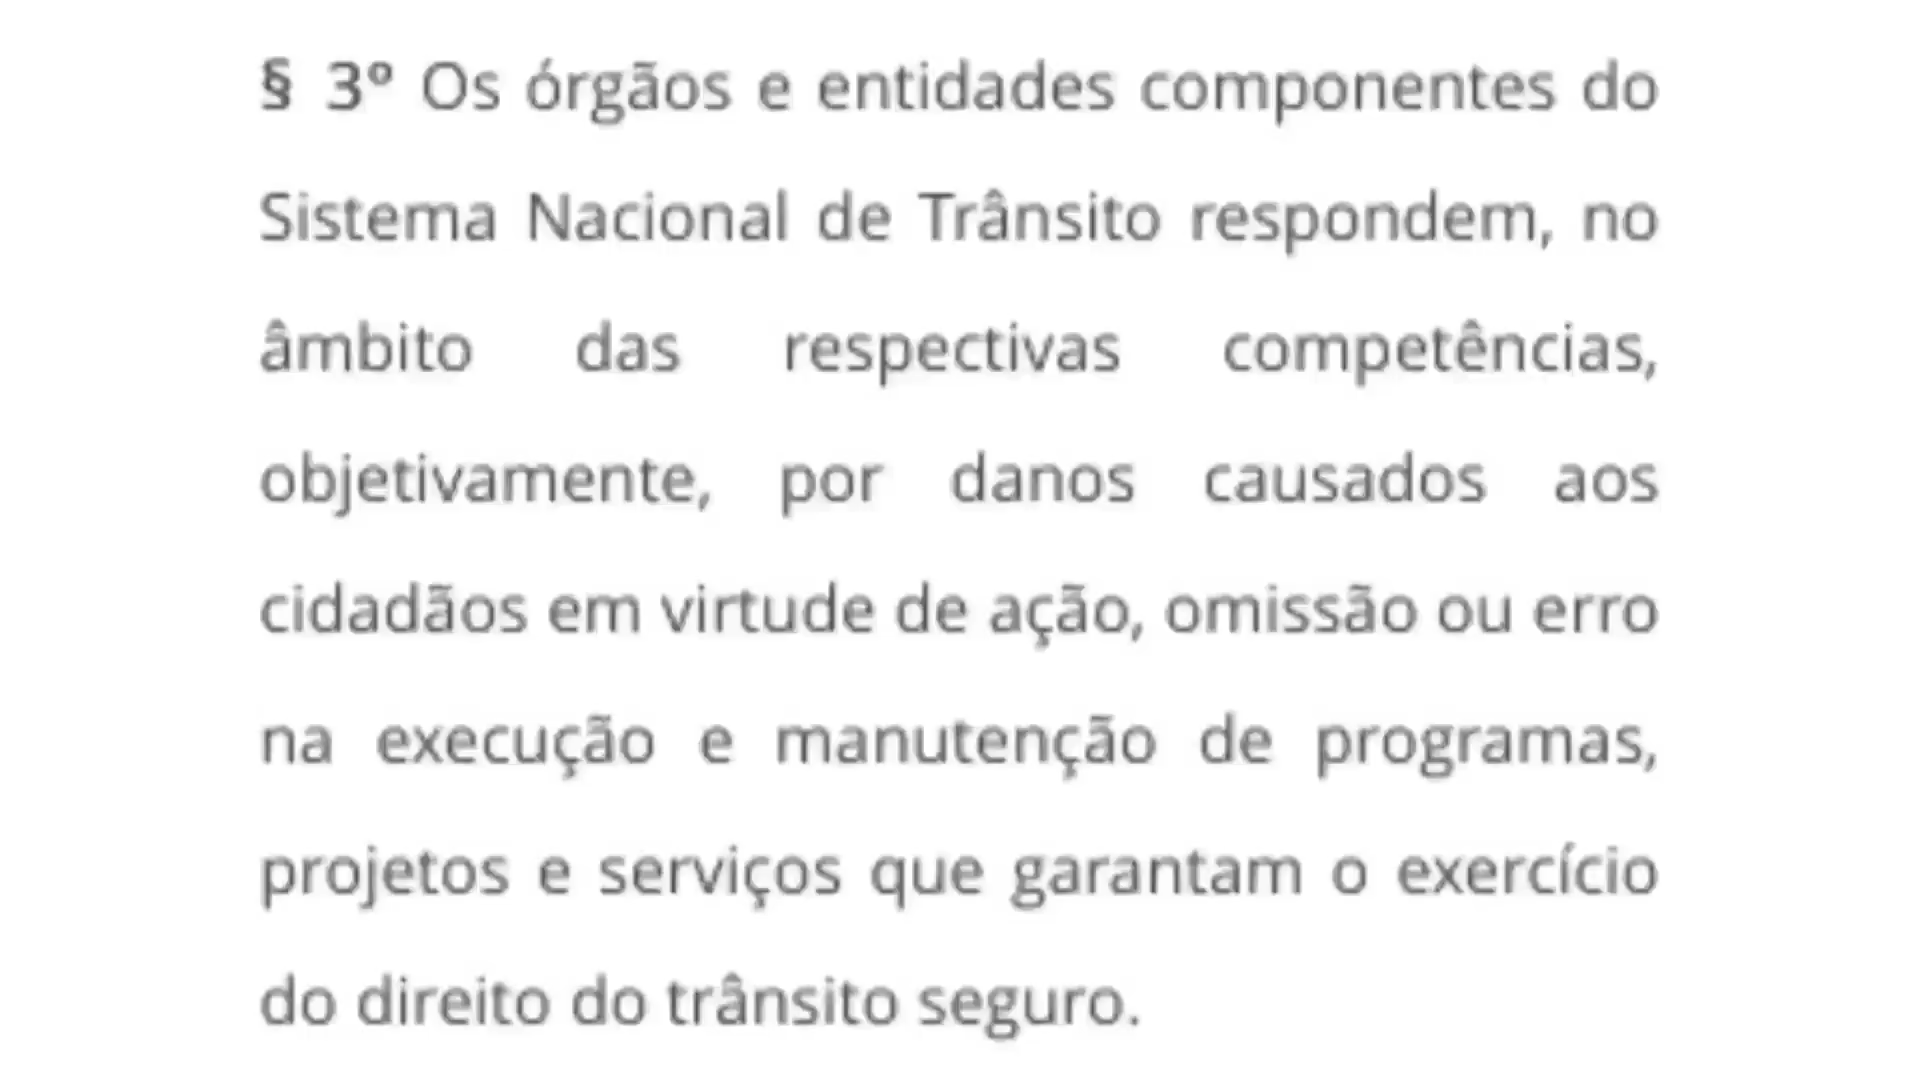 § 3º Os órgãos e entidades componentes do
Sistema Nacional de Trânsito respondem, no
âmbito das respectivas competências,
objetivamente, por danos causados aos
cidadãos em virtude de ação, omissão ou erro
na execução e manutenção de programas,
projetos e serviços que garantam o exercício
do direito do trânsito seguro.